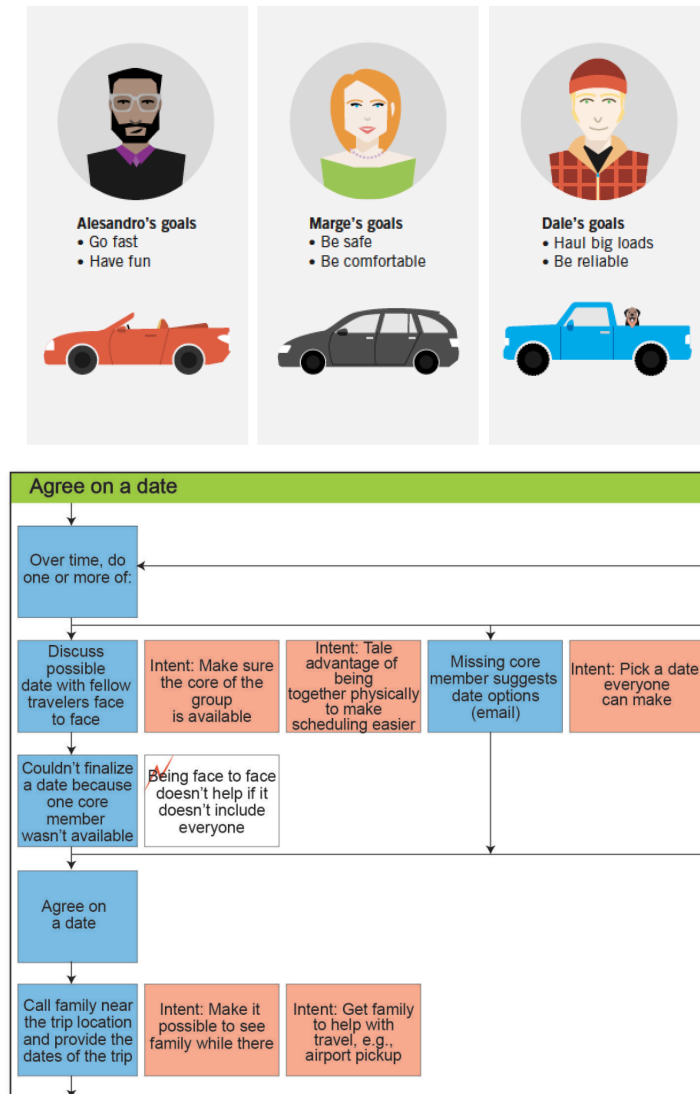 Alesandro's goals
• Go fast
• Have fun
Marge's goals
• Be safe
• Be comfortable
Dale's goals
• Haul big loads
• Be reliable
Agree on a date
Over time, do
one or more of:
Discuss
possible
date with fellow
travelers face
to face
Intent: Make sure
the core of the
group
is available
Intent: Tale
advantage of
being
together physically
to make
scheduling easier
Missing core
member suggests
date options
(email)
Intent: Pick a date
everyone
can make
Couldn't finalize
a date because
one core
member
wasn't available
Being face to face
doesn't help if it
doesn't include
everyone
Agree on
a date
Call family near
the trip location
and provide the
dates of the trip
Intent: Make it
possible to see
family while there
Intent: Get family
to help with
travel, e.g.,
airport pickup